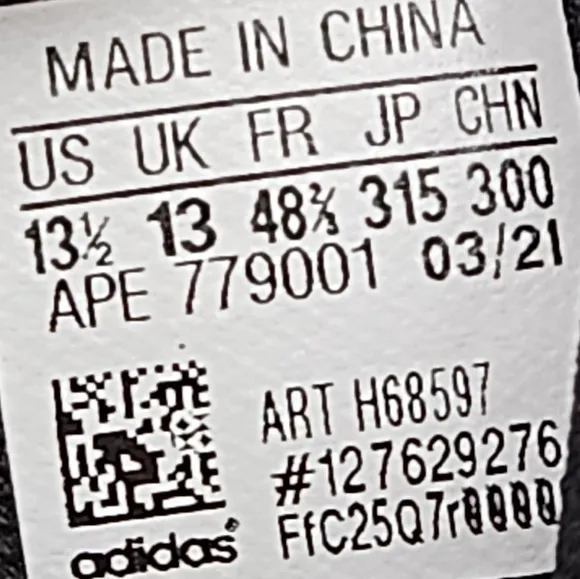 MADE IN CHINA
US UK FR JP CHN
13½ 13 48⅔ 315 300
APE 779001 03/21
ART H68597
#127629276
FfC25Q7r0000
adidas